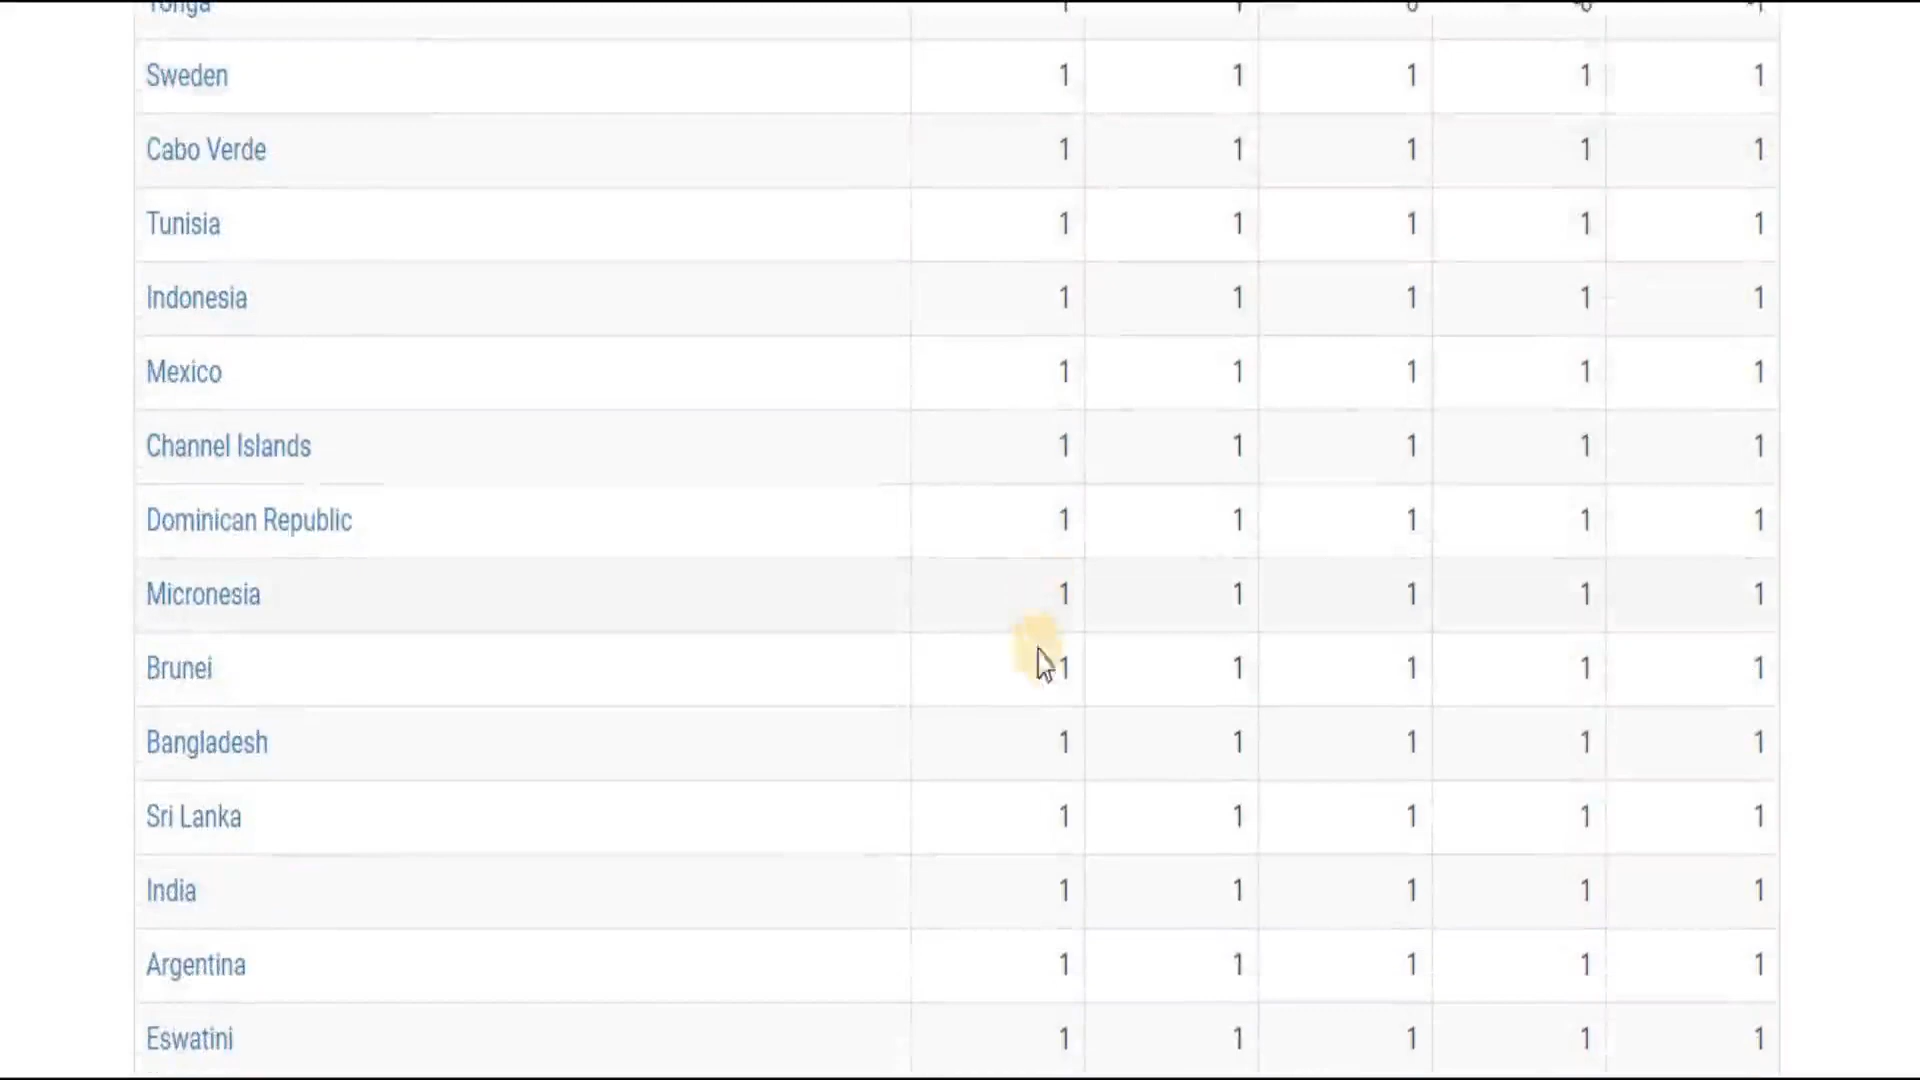 Tonga
Sweden 1 1 1 1 1
Cabo Verde 1 1 1 1 1
Tunisia 1 1 1 1 1
Indonesia 1 1 1 1 1
Mexico 1 1 1 1 1
Channel Islands 1 1 1 1 1
Dominican Republic 1 1 1 1 1
Micronesia 1 1 1 1 1
Brunei 1 1 1 1 1
Bangladesh 1 1 1 1 1
Sri Lanka 1 1 1 1 1
India 1 1 1 1 1
Argentina 1 1 1 1 1
Eswatini 1 1 1 1 1